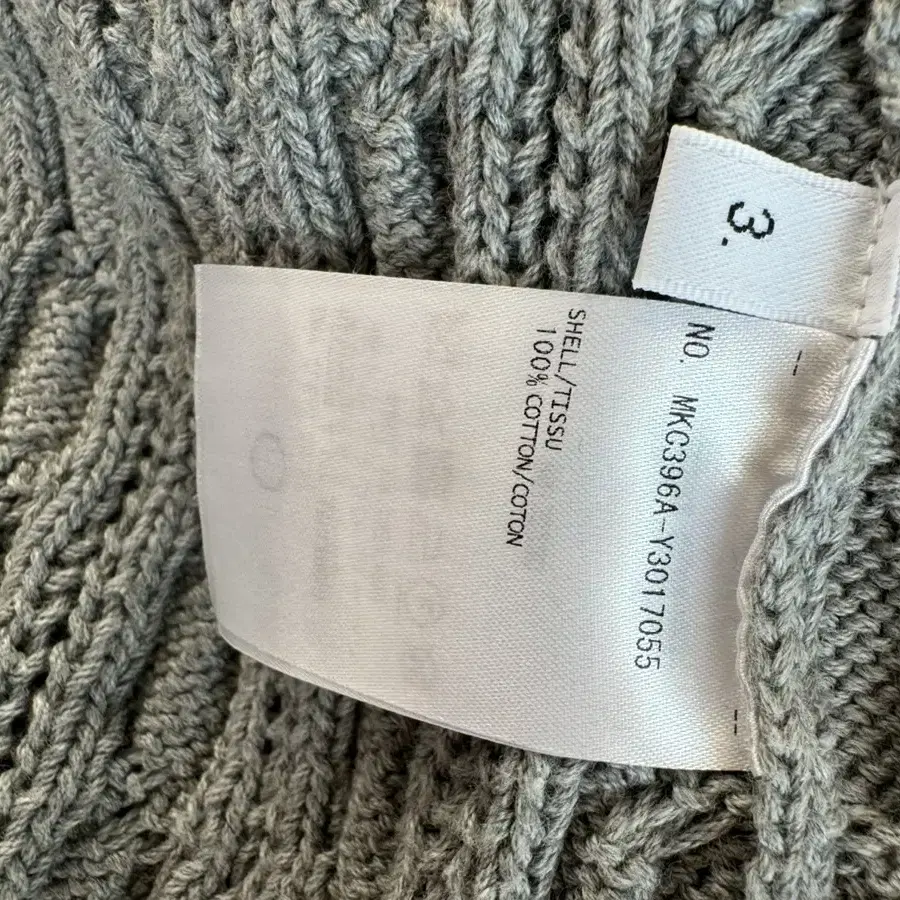 3.
NO. MKC396A-Y3017055
SHELL/TISSU
100% COTTON/COTON